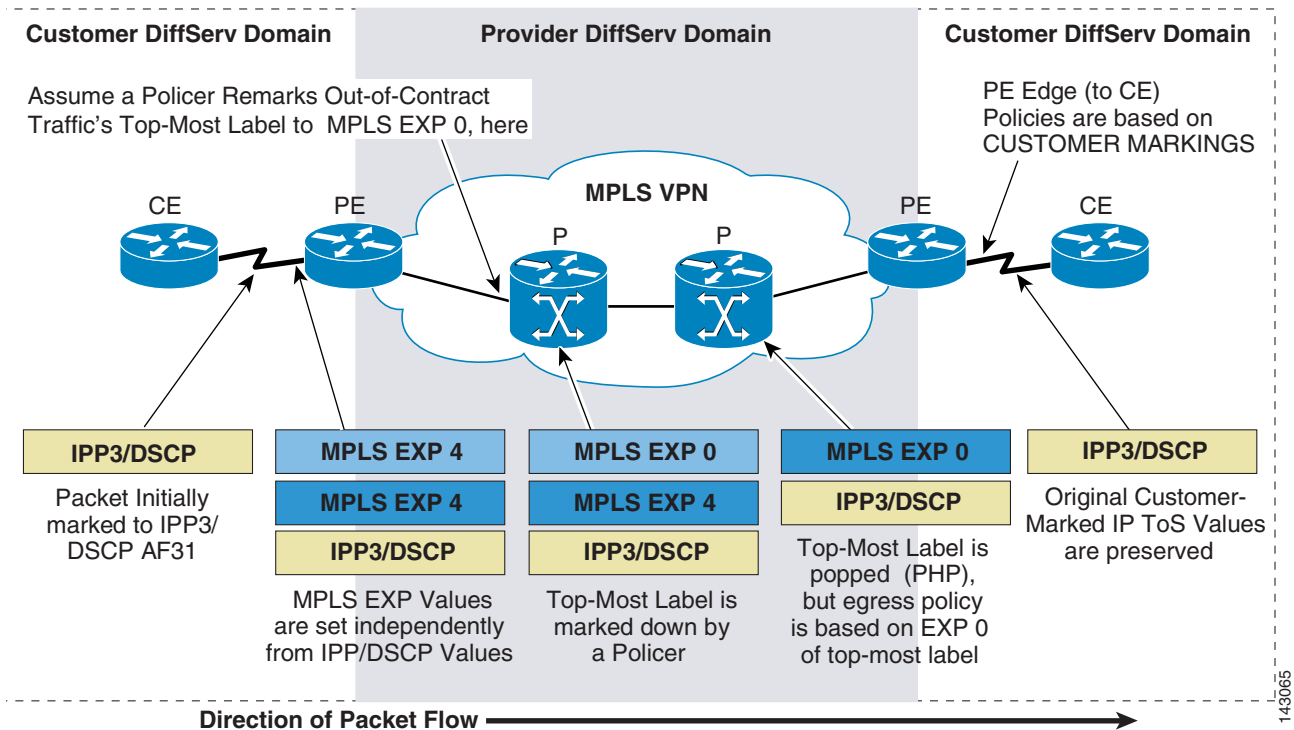 Customer DiffServ Domain
Provider DiffServ Domain
Customer DiffServ Domain
Assume a Policer Remarks Out-of-Contract
Traffic's Top-Most Label to MPLS EXP 0, here
PE Edge (to CE)
Policies are based on
CUSTOMER MARKINGS
MPLS VPN
CE
PE
P
P
PE
CE
IPP3/DSCP
Packet Initially
marked to IPP3/
DSCP AF31
MPLS EXP 4
MPLS EXP 4
IPP3/DSCP
MPLS EXP Values
are set independently
from IPP/DSCP Values
MPLS EXP 0
MPLS EXP 4
IPP3/DSCP
Top-Most Label is
marked down by
a Policer
MPLS EXP 0
IPP3/DSCP
Top-Most Label is
popped (PHP),
but egress policy
is based on EXP 0
of top-most label
IPP3/DSCP
Original Customer-
Marked IP ToS Values
are preserved
Direction of Packet Flow
143065